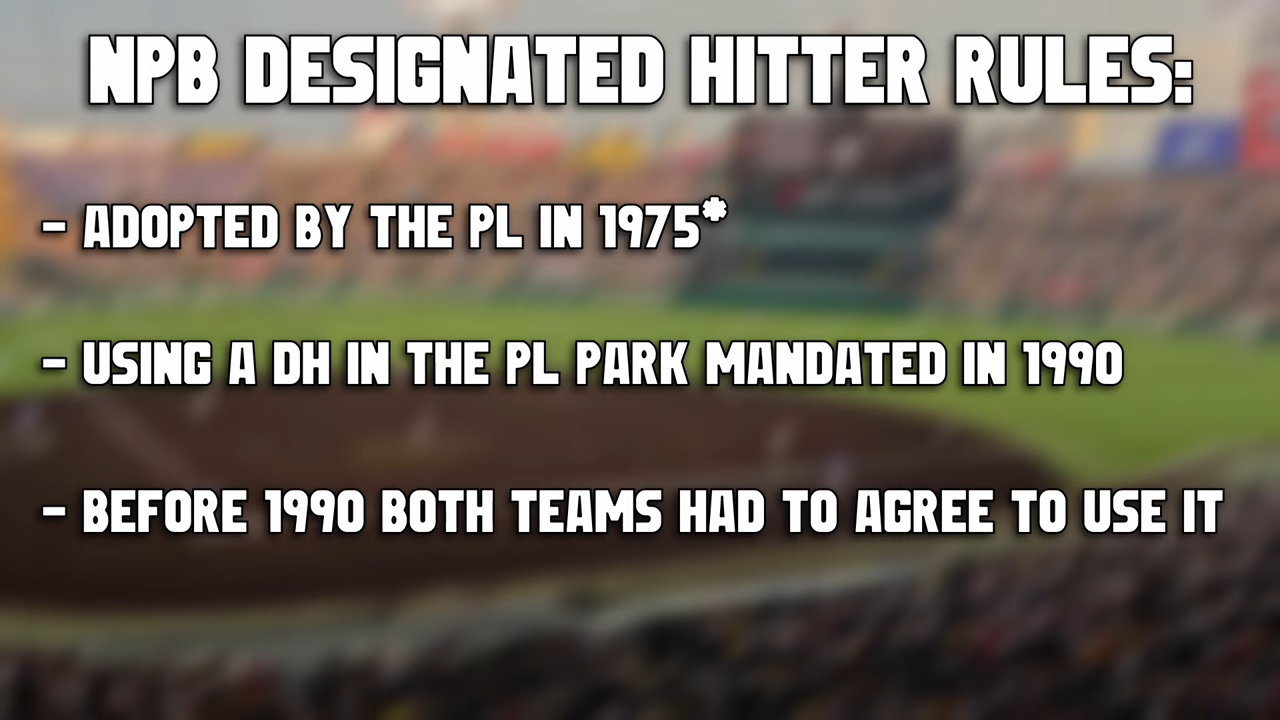 NPB DESIGNATED HITTER RULES:
- ADOPTED BY THE PL IN 1975*
- USING A DH IN THE PL PARK MANDATED IN 1990
- BEFORE 1990 BOTH TEAMS HAD TO AGREE TO USE IT